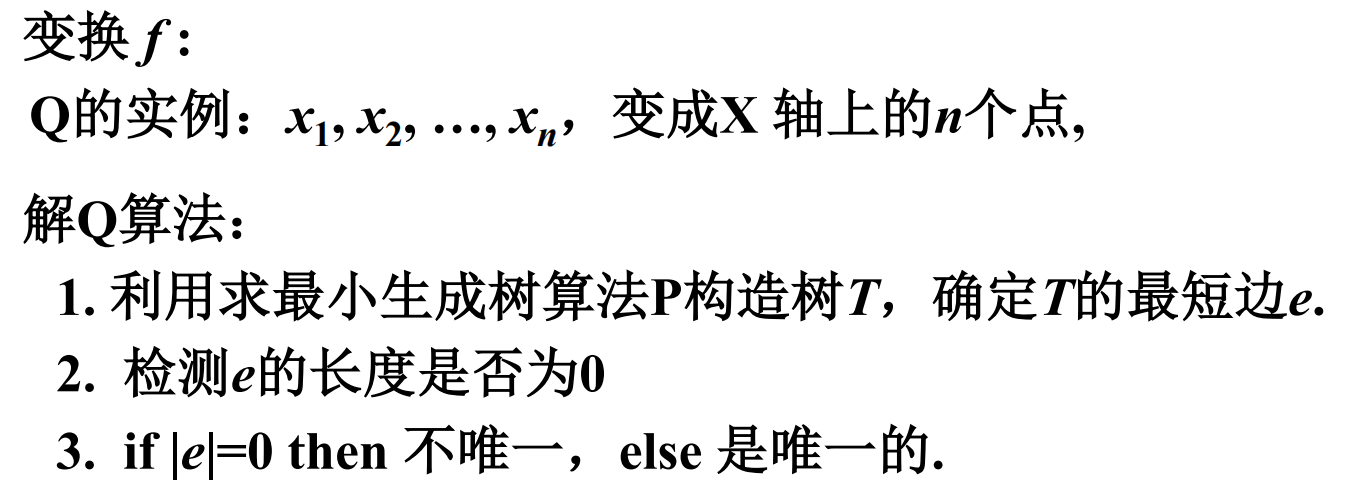 变换 f：
Q的实例：x₁, x₂, …, xₙ，变成X 轴上的n个点,
解Q算法：
1. 利用求最小生成树算法P构造树T，确定T的最短边e.
2. 检测e的长度是否为0
3. if |e|=0 then 不唯一，else 是唯一的.